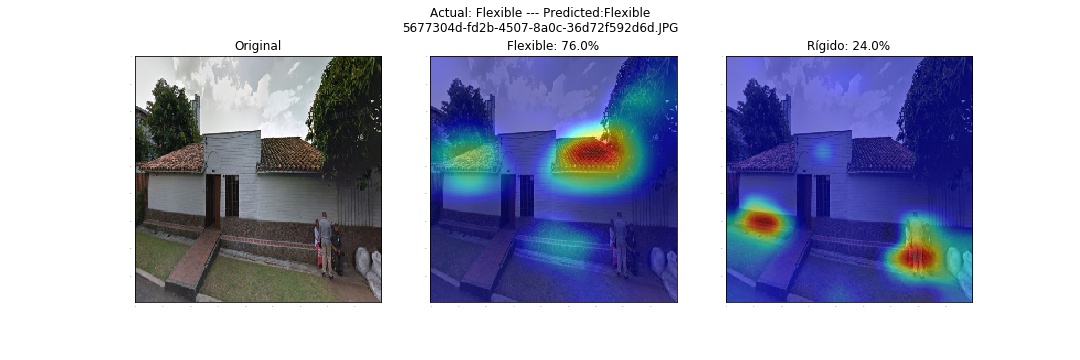 Actual: Flexible --- Predicted:Flexible
5677304d-fd2b-4507-8a0c-36d72f592d6d.JPG
Original
Flexible: 76.0%
Rígido: 24.0%